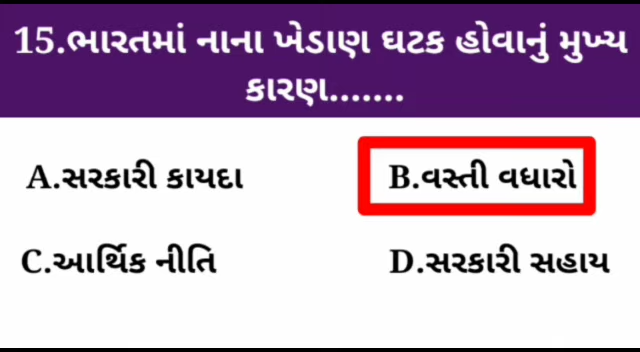 15.ભારતમાં નાના ખેડાણ ઘટક હોવાનું મુખ્ય
કારણ.......
A.સરકારી કાયદા
B.વસ્તી વધારો
C.આર્થિક નીતિ
D.સરકારી સહાય